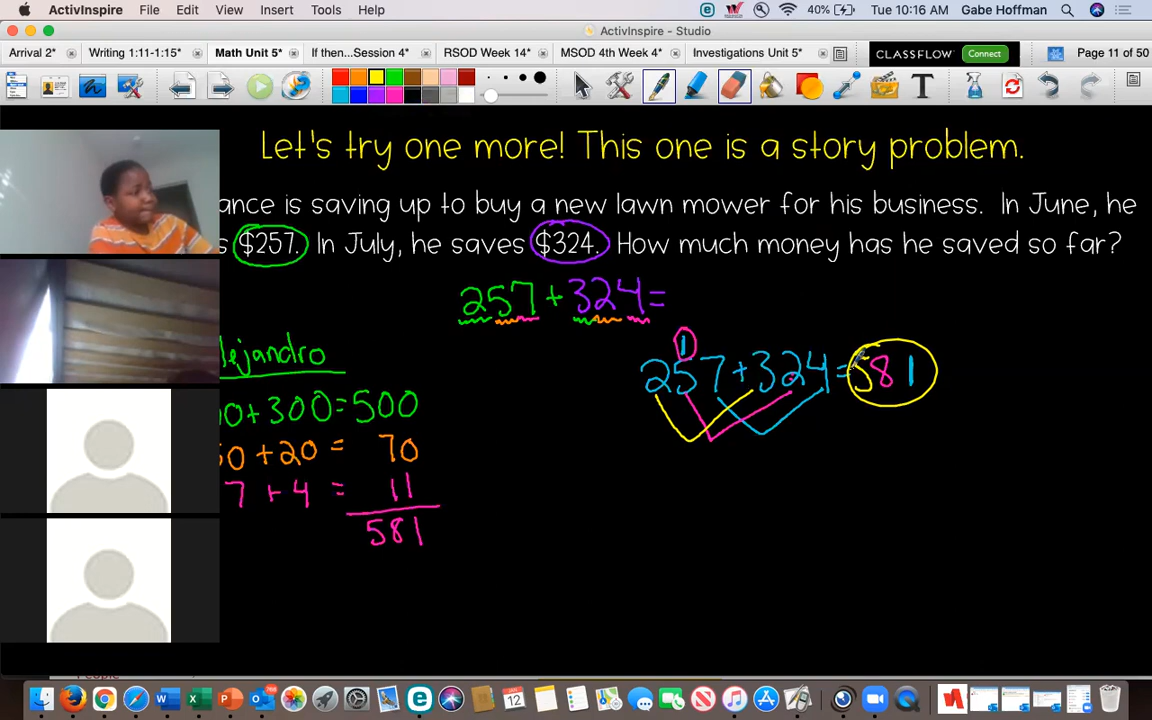 ActivInspire File Edit View Insert Tools Help 40% Tue 10:16 AM Gabe Hoffman
ActivInspire - Studio
Arrival 2* Writing 1:11-1:15* Math Unit 5* If then...Session 4* RSOD Week 14* MSOD 4th Week 4* Investigations Unit 5* CLASSFLOW Connect Page 11 of 50
Let's try one more! This one is a story problem.
ance is saving up to buy a new lawn mower for his business. In June, he
s $257. In July, he saves $324. How much money has he saved so far?
257+324=
lejandro
1
257+324=581
00+300=500
50+20= 70
7+4= 11
581
JAN
12